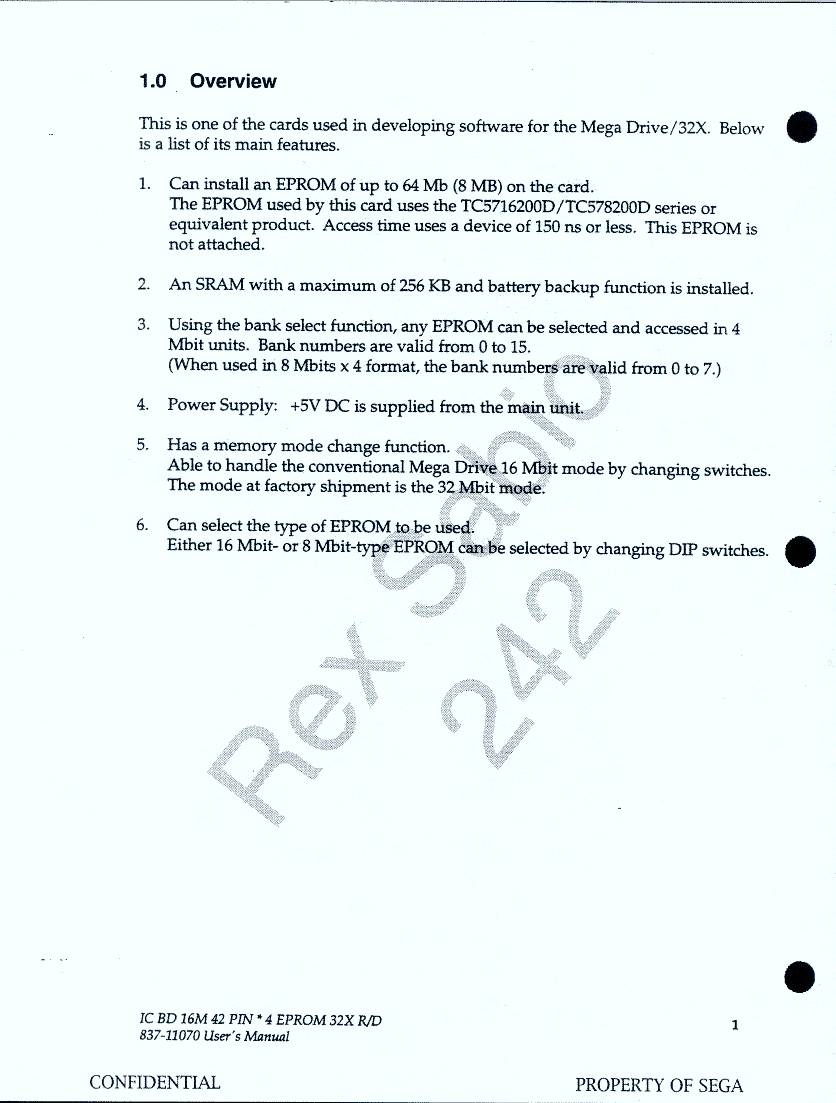 1.0 Overview
This is one of the cards used in developing software for the Mega Drive/32X. Below
is a list of its main features.
1. Can install an EPROM of up to 64 Mb (8 MB) on the card.
The EPROM used by this card uses the TC5716200D/TC578200D series or
equivalent product. Access time uses a device of 150 ns or less. This EPROM is
not attached.
2. An SRAM with a maximum of 256 KB and battery backup function is installed.
3. Using the bank select function, any EPROM can be selected and accessed in 4
Mbit units. Bank numbers are valid from 0 to 15.
(When used in 8 Mbits x 4 format, the bank numbers are valid from 0 to 7.)
4. Power Supply: +5V DC is supplied from the main unit.
5. Has a memory mode change function.
Able to handle the conventional Mega Drive 16 Mbit mode by changing switches.
The mode at factory shipment is the 32 Mbit mode.
6. Can select the type of EPROM to be used.
Either 16 Mbit- or 8 Mbit-type EPROM can be selected by changing DIP switches.
Rex Sabio
242
IC BD 16M 42 PIN * 4 EPROM 32X R/D
837-11070 User's Manual
1
CONFIDENTIAL
PROPERTY OF SEGA